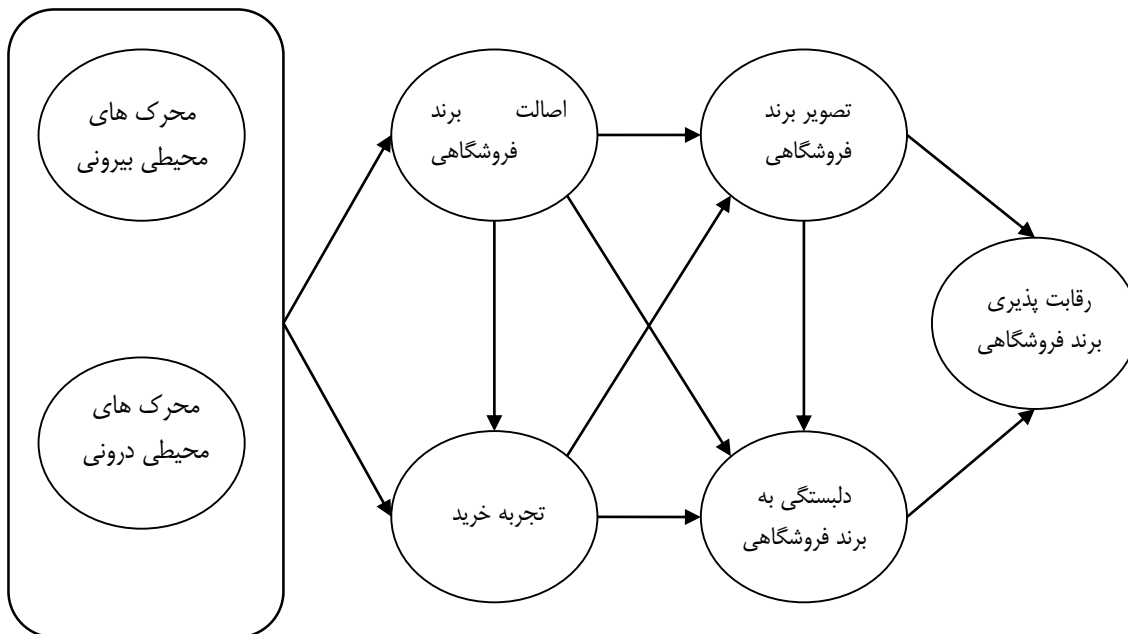 محرک های
محیطی بیرونی
محرک های
محیطی درونی
اصالت برند
فروشگاهی
تجربه خرید
تصویر برند
فروشگاهی
دلبستگی به
برند فروشگاهی
رقابت پذیری
برند فروشگاهی